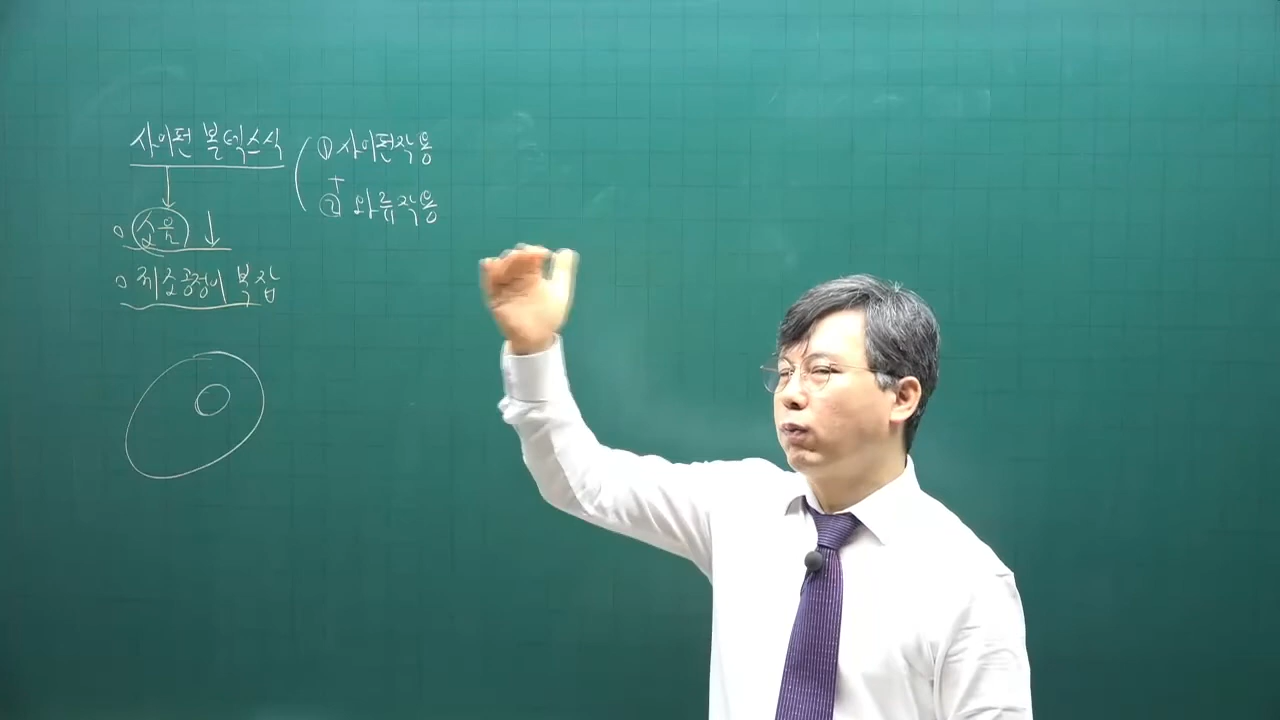 사이펀 볼텍스식
① 사이펀작용
+
② 와류작용
○ 소음 ↓
○ 제조공정이 복잡